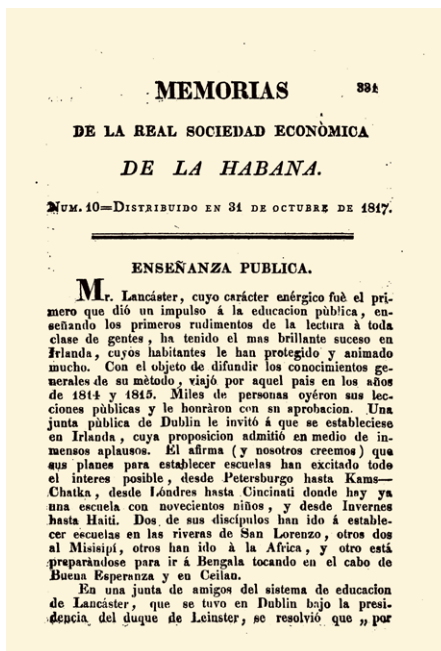 MEMORIAS 331
DE LA REAL SOCIEDAD ECONÒMICA
DE LA HABANA.
NUM. 10=DISTRIBUIDO EN 31 DE OCTUBRE DE 1817.
ENSEÑANZA PUBLICA.
Mr. Lancáster, cuyo carácter enérgico fuè el pri-
mero que dió un impulso á la educacion pùblica, en-
señando los primeros rudimentos de la lectura à toda
clase de gentes, ha tenido el mas brillante suceso en
Irlanda, cuyos habitantes le han protegido y animado
mucho. Con el objeto de difundir los conocimientos ge-
nerales de su mètodo, viajó por aquel pais en los años
de 1814 y 1815. Miles de personas oyéron sus lec-
ciones pùblicas y le honràron con su aprobacion. Una
junta pùblica de Dublin le invitó á que se estableciese
en Irlanda, cuya proposicion admitió en medio de in-
mensos aplausos. El afirma (y nosotros creemos) que
sus planes para establecer escuelas han excitado todo
el interes posible, desde Petersburgo hasta Kams—
Chatka, desde Lóndres hasta Cincinati donde hay ya
una escuela con novecientos niños, y desde Invernes
hasta Haiti. Dos de sus discípulos han ido á estable-
cer escuelas en las riveras de San Lorenzo, otros dos
al Misisipí, otros han ido à la Africa, y otro está
preparàndose para ir á Bengala tocando en el cabo de
Buena Esperanza y en Ceilan.
En una junta de amigos del sistema de educacion
de Lancáster, que se tuvo en Dublin bajo la presi-
dencia del duque de Leinster, se resolvió que „ por